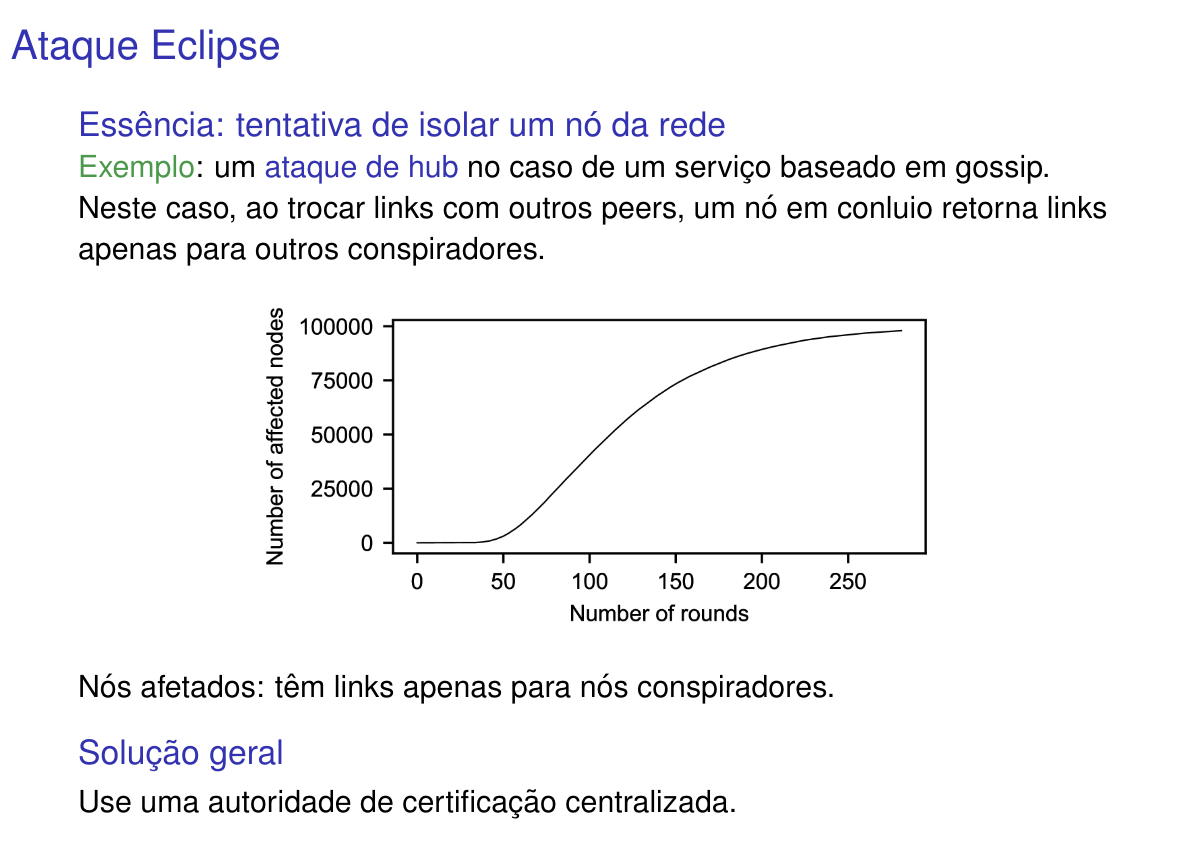 Ataque Eclipse
Essência: tentativa de isolar um nó da rede
Exemplo: um ataque de hub no caso de um serviço baseado em gossip.
Neste caso, ao trocar links com outros peers, um nó em conluio retorna links
apenas para outros conspiradores.
Number of affected nodes
100000
75000
50000
25000
0
0 50 100 150 200 250
Number of rounds
Nós afetados: têm links apenas para nós conspiradores.
Solução geral
Use uma autoridade de certificação centralizada.